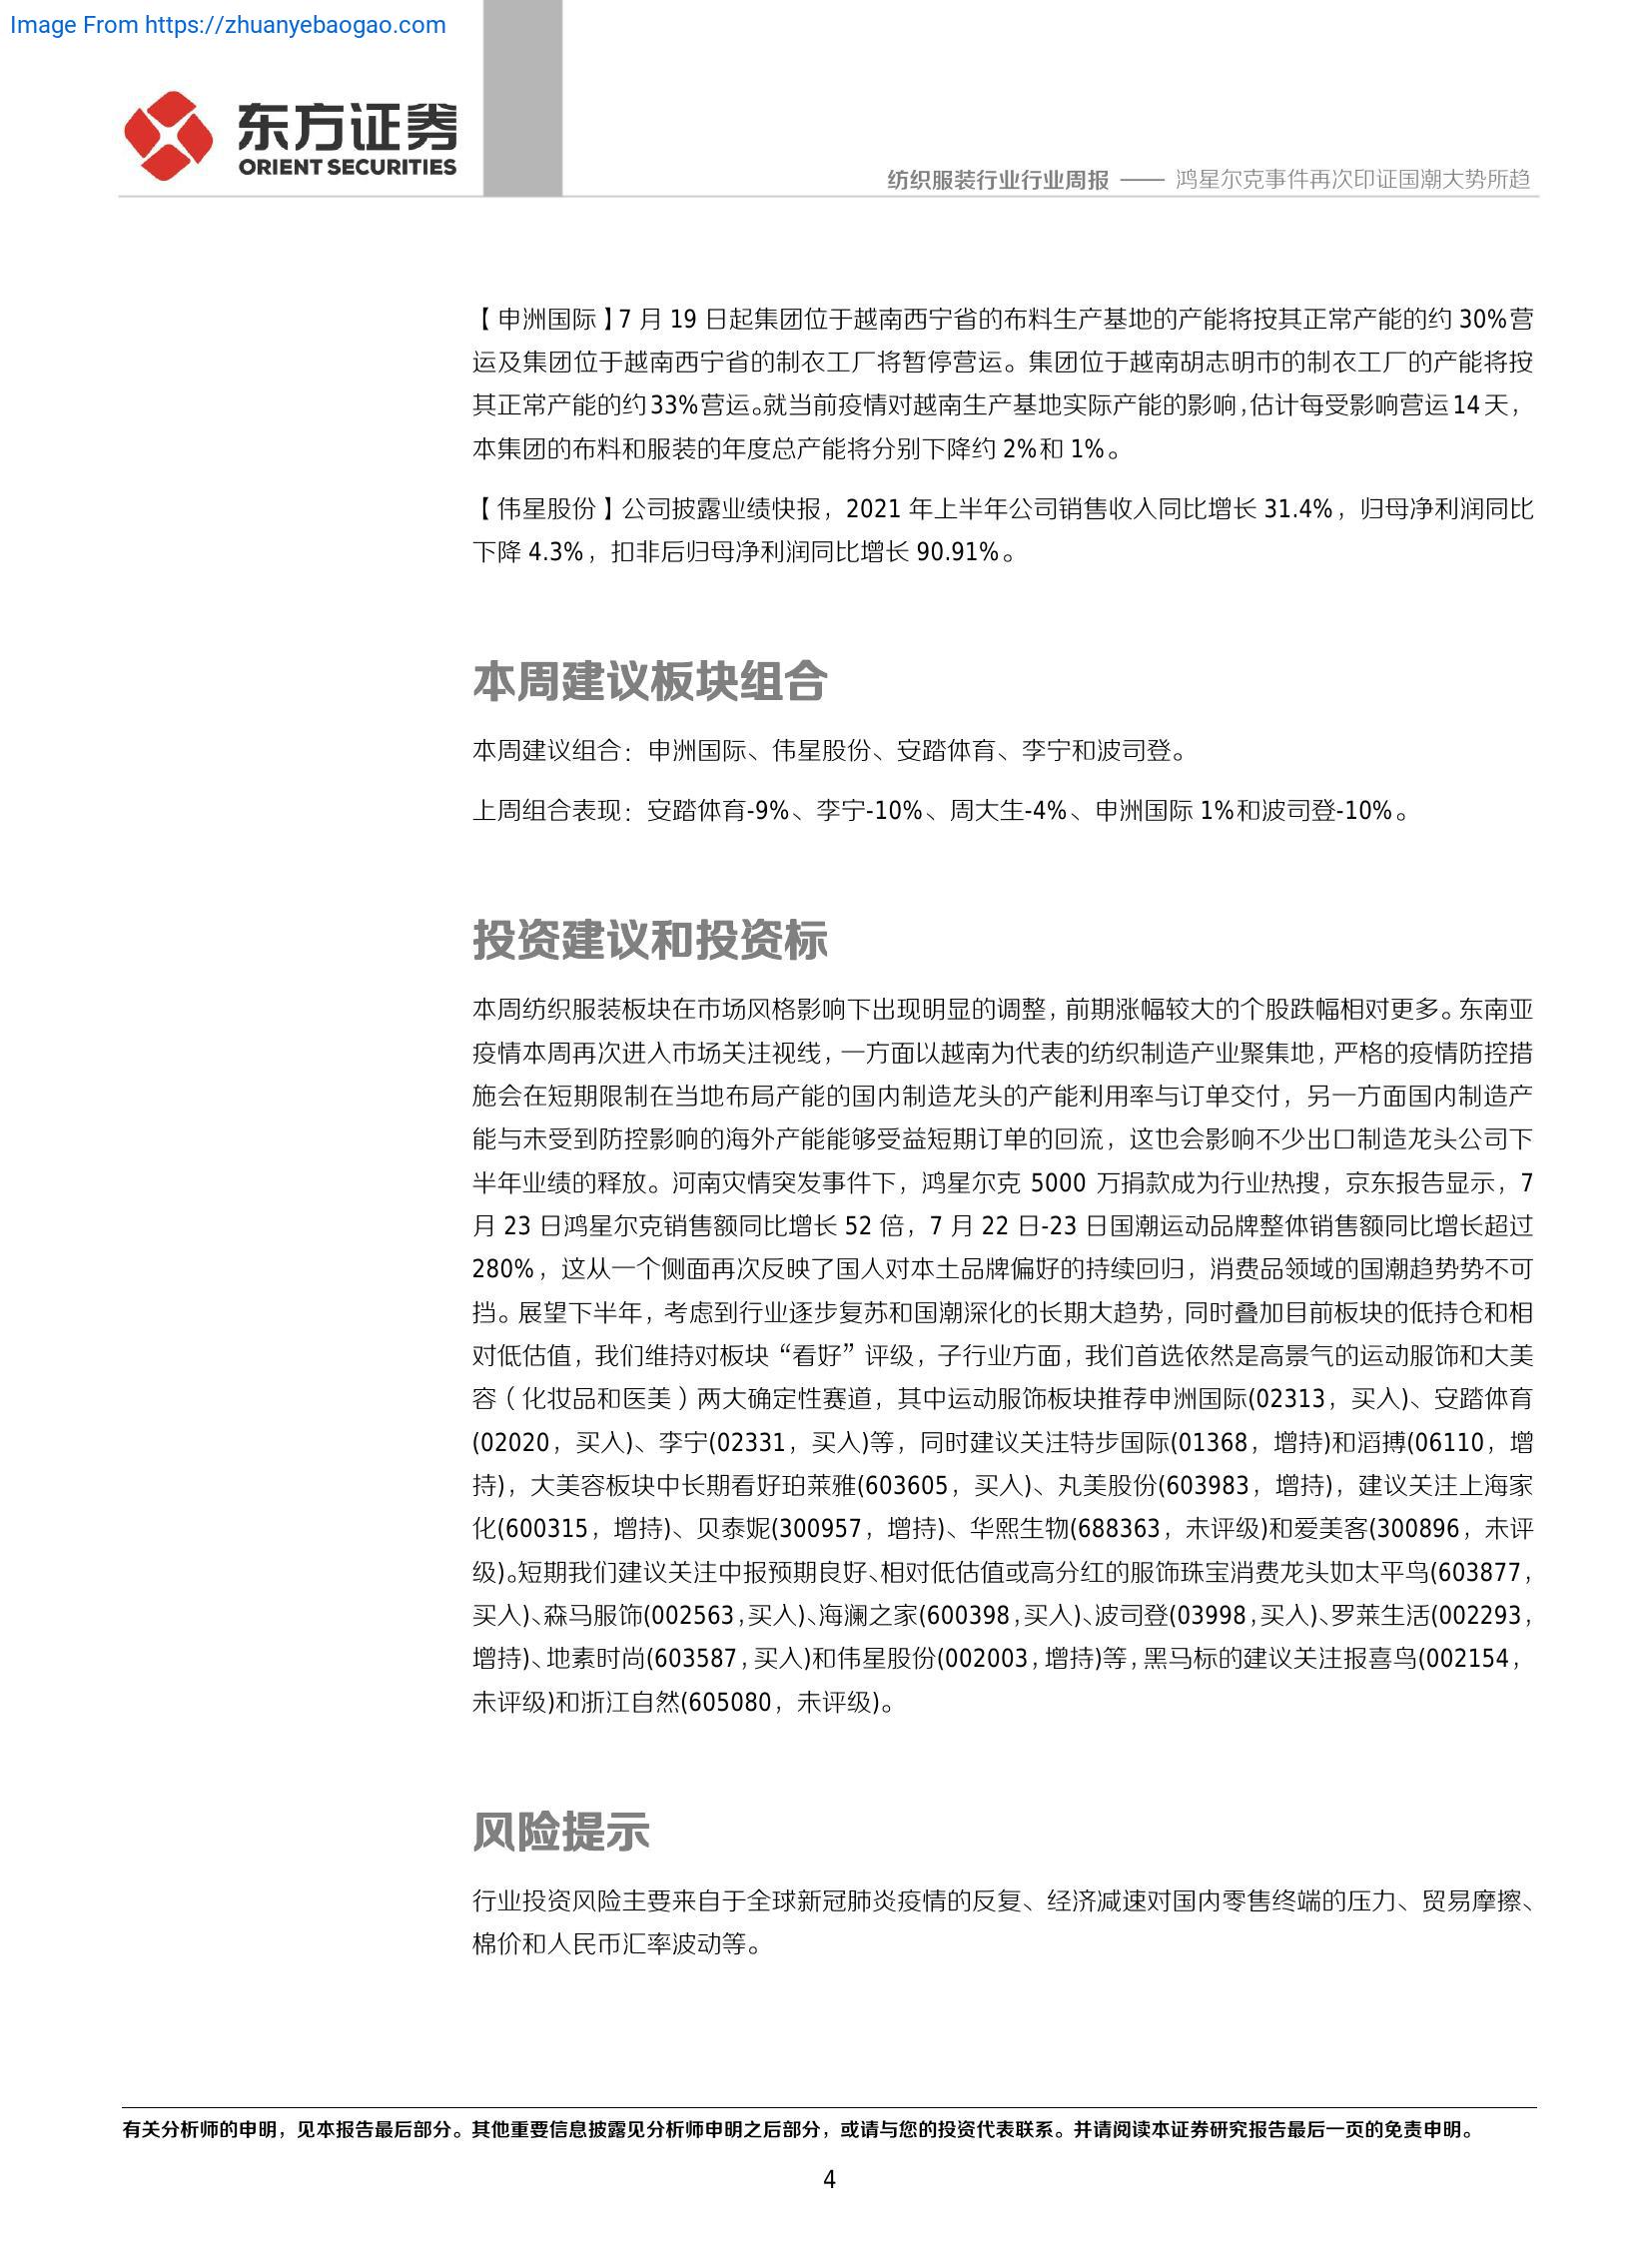 Image From https://zhuanyebaogao.com
东方证券
ORIENT SECURITIES
纺织服装行业行业周报 —— 鸿星尔克事件再次印证国潮大势所趋
【申洲国际】7 月 19 日起集团位于越南西宁省的布料生产基地的产能将按其正常产能的约 30%营
运及集团位于越南西宁省的制衣工厂将暂停营运。集团位于越南胡志明市的制衣工厂的产能将按
其正常产能的约 33%营运。就当前疫情对越南生产基地实际产能的影响，估计每受影响营运 14 天，
本集团的布料和服装的年度总产能将分别下降约 2%和 1%。
【伟星股份】公司披露业绩快报，2021 年上半年公司销售收入同比增长 31.4%，归母净利润同比
下降 4.3%，扣非后归母净利润同比增长 90.91%。
本周建议板块组合
本周建议组合：申洲国际、伟星股份、安踏体育、李宁和波司登。
上周组合表现：安踏体育-9%、李宁-10%、周大生-4%、申洲国际 1%和波司登-10%。
投资建议和投资标
本周纺织服装板块在市场风格影响下出现明显的调整，前期涨幅较大的个股跌幅相对更多。东南亚
疫情本周再次进入市场关注视线，一方面以越南为代表的纺织制造产业聚集地，严格的疫情防控措
施会在短期限制在当地布局产能的国内制造龙头的产能利用率与订单交付，另一方面国内制造产
能与未受到防控影响的海外产能能够受益短期订单的回流，这也会影响不少出口制造龙头公司下
半年业绩的释放。河南灾情突发事件下，鸿星尔克 5000 万捐款成为行业热搜，京东报告显示，7
月 23 日鸿星尔克销售额同比增长 52 倍，7 月 22 日-23 日国潮运动品牌整体销售额同比增长超过
280%，这从一个侧面再次反映了国人对本土品牌偏好的持续回归，消费品领域的国潮趋势势不可
挡。展望下半年，考虑到行业逐步复苏和国潮深化的长期大趋势，同时叠加目前板块的低持仓和相
对低估值，我们维持对板块“看好”评级，子行业方面，我们首选依然是高景气的运动服饰和大美
容（化妆品和医美）两大确定性赛道，其中运动服饰板块推荐申洲国际(02313，买入)、安踏体育
(02020，买入)、李宁(02331，买入)等，同时建议关注特步国际(01368，增持)和滔搏(06110，增
持)，大美容板块中长期看好珀莱雅(603605，买入)、丸美股份(603983，增持)，建议关注上海家
化(600315，增持)、贝泰妮(300957，增持)、华熙生物(688363，未评级)和爱美客(300896，未评
级)。短期我们建议关注中报预期良好、相对低估值或高分红的服饰珠宝消费龙头如太平鸟(603877，
买入)、森马服饰(002563，买入)、海澜之家(600398，买入)、波司登(03998，买入)、罗莱生活(002293，
增持)、地素时尚(603587，买入)和伟星股份(002003，增持)等，黑马标的建议关注报喜鸟(002154，
未评级)和浙江自然(605080，未评级)。
风险提示
行业投资风险主要来自于全球新冠肺炎疫情的反复、经济减速对国内零售终端的压力、贸易摩擦、
棉价和人民币汇率波动等。
有关分析师的申明，见本报告最后部分。其他重要信息披露见分析师申明之后部分，或请与您的投资代表联系。并请阅读本证券研究报告最后一页的免责申明。
4